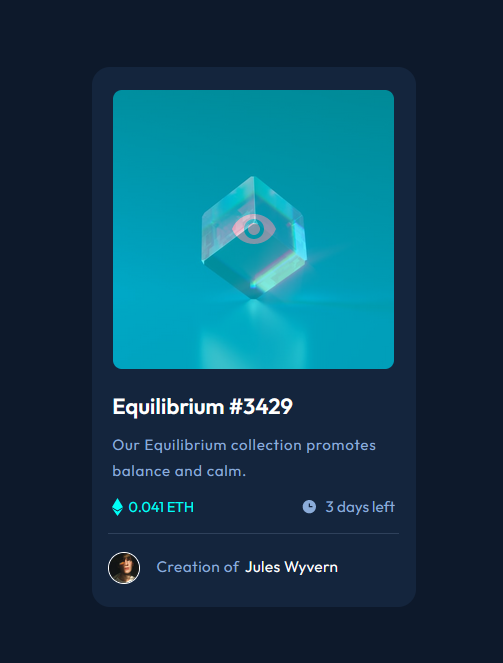 Equilibrium #3429
Our Equilibrium collection promotes
balance and calm.
0.041 ETH 3 days left
Creation of Jules Wyvern